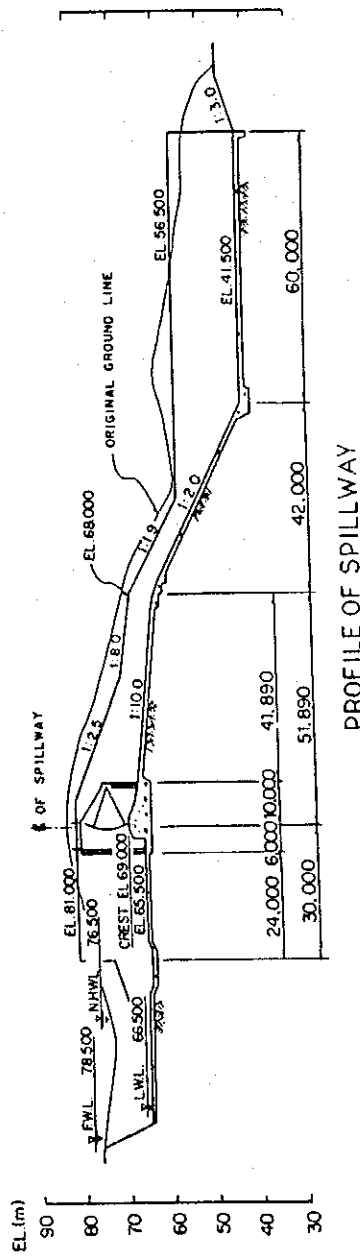 EL.(m)
90
80
70
60
50
40
30
F.W.L.
78.500
NHWL.
76.500
66.500
L.W.L.
EL.81.000
CREST EL.69.000
EL.65.500
℄ OF SPILLWAY
1:2.5
1:8.0
EL.68.000
1:1.9
ORIGINAL GROUND LINE
1:10.0
1:2.0
EL.56.500
EL.41.500
1:3.0
24.000
6.000
10.000
41.890
30.000
51.890
42.000
60.000
PROFILE OF SPILLWAY